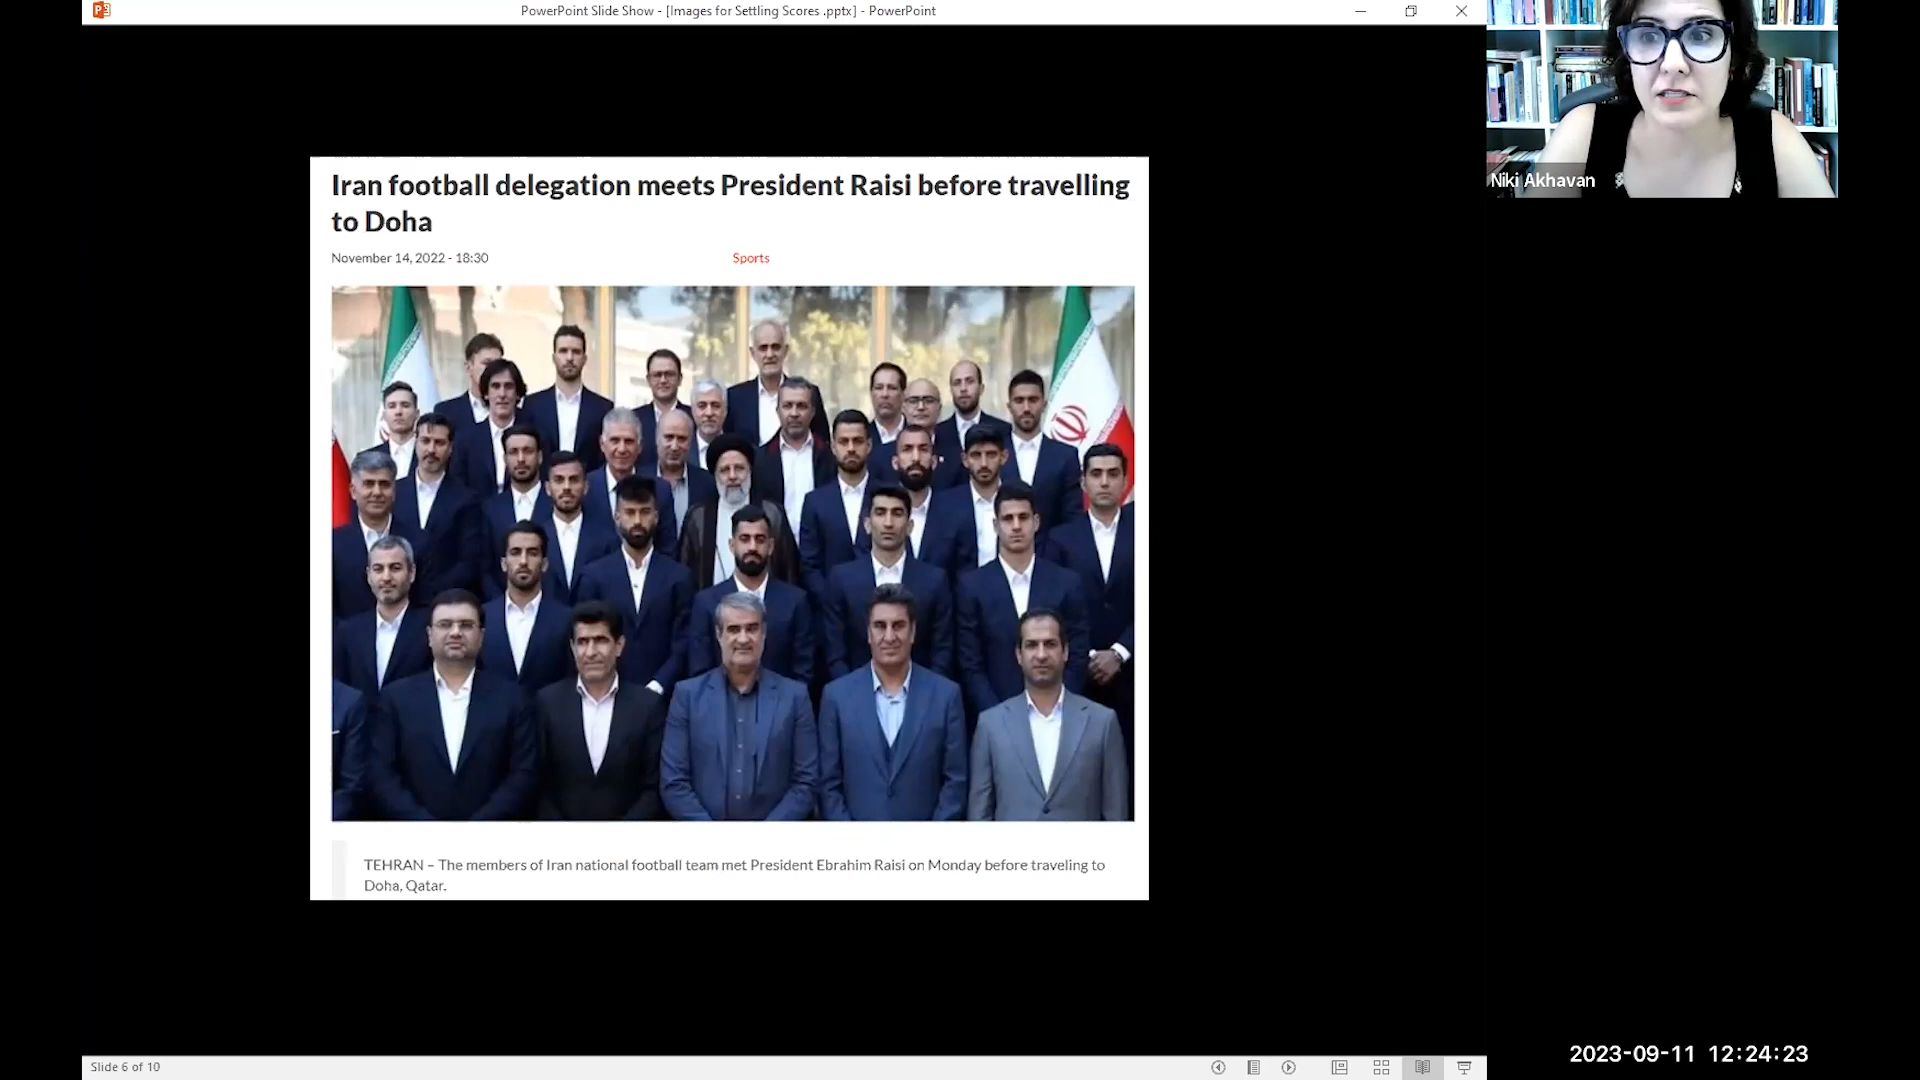 PowerPoint Slide Show - [Images for Settling Scores .pptx] - PowerPoint
Niki Akhavan
Iran football delegation meets President Raisi before travelling
to Doha
November 14, 2022 - 18:30
Sports
TEHRAN – The members of Iran national football team met President Ebrahim Raisi on Monday before traveling to
Doha, Qatar.
Slide 6 of 10
2023-09-11 12:24:23